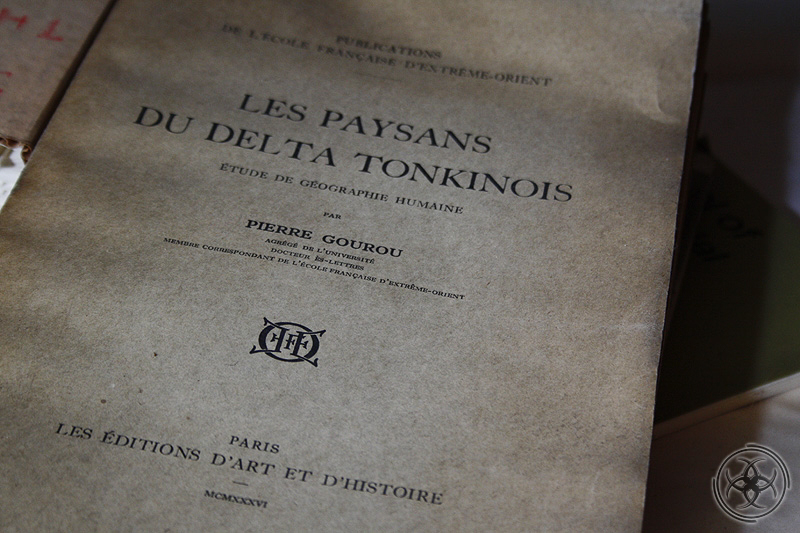 PUBLICATIONS
DE L'ÉCOLE FRANÇAISE D'EXTRÊME-ORIENT
LES PAYSANS
DU DELTA TONKINOIS
ÉTUDE DE GÉOGRAPHIE HUMAINE
PAR
PIERRE GOUROU
AGRÉGÉ DE L'UNIVERSITÉ
DOCTEUR ÈS-LETTRES
MEMBRE CORRESPONDANT DE L'ÉCOLE FRANÇAISE D'EXTRÊME-ORIENT
PARIS
LES ÉDITIONS D'ART ET D'HISTOIRE
MCMXXXVI